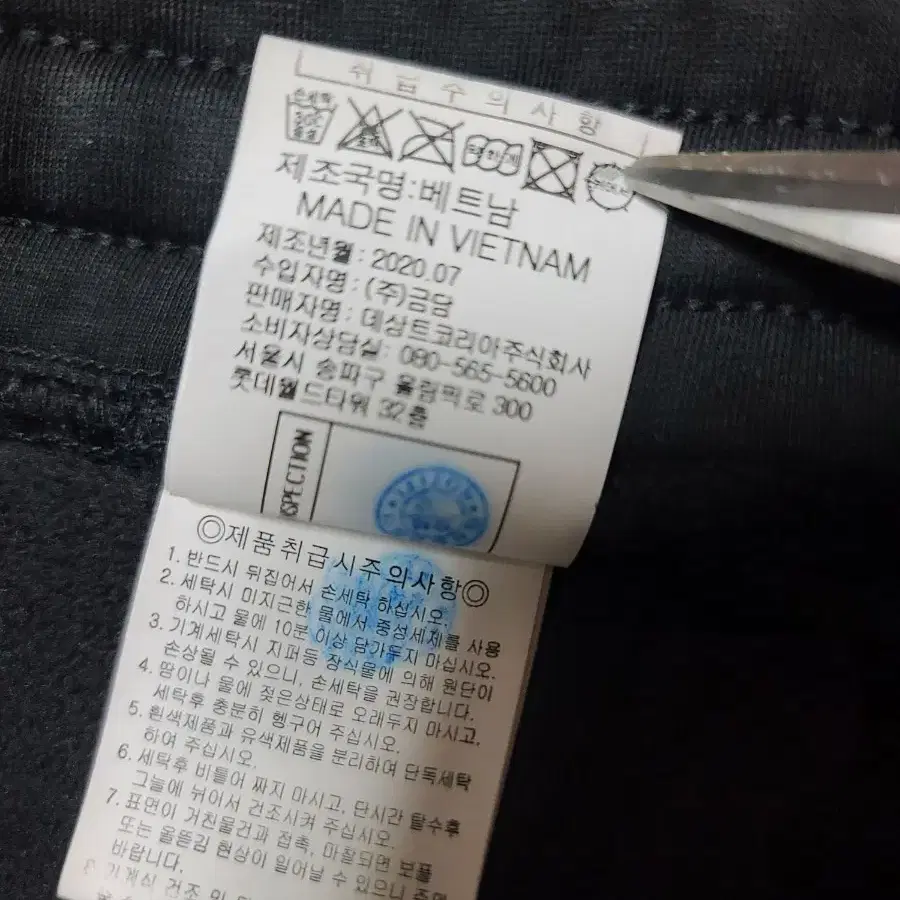 취급주의사항
손세탁
제조국명:베트남
MADE IN VIETNAM
제조년월 : 2020.07
수입자명 : (주)금담
판매자명 : 데상트코리아주식회사
소비자상담실: 080-565-5600
서울시 송파구 올림픽로 300
롯데월드타워 32층
SPECTION
◎제품취급시주의사항◎
1. 반드시 뒤집어서 손세탁 하십시오.
2. 세탁시 미지근한 물에서 중성세제를 사용
하시고 물에 10분 이상 담가두지 마십시오.
3. 기계세탁시 지퍼등 장식물에 의해 원단이
손상될 수 있으니, 손세탁을 권장합니다.
4. 땀이나 물에 젖은상태로 오래두지 마시고,
세탁후 충분히 헹구어 주십시오.
5. 흰색제품과 유색제품을 분리하여 단독세탁
하여 주십시오.
6. 세탁후 비틀어 짜지 마시고, 단시간 탈수후
그늘에 뉘어서 건조시켜 주십시오.
7. 표면이 거친물건과 접촉, 마찰되면 보풀
또는 올뜯김 현상이 일어날 수 있으니 주의
바랍니다.
8. 기계식 건조 및